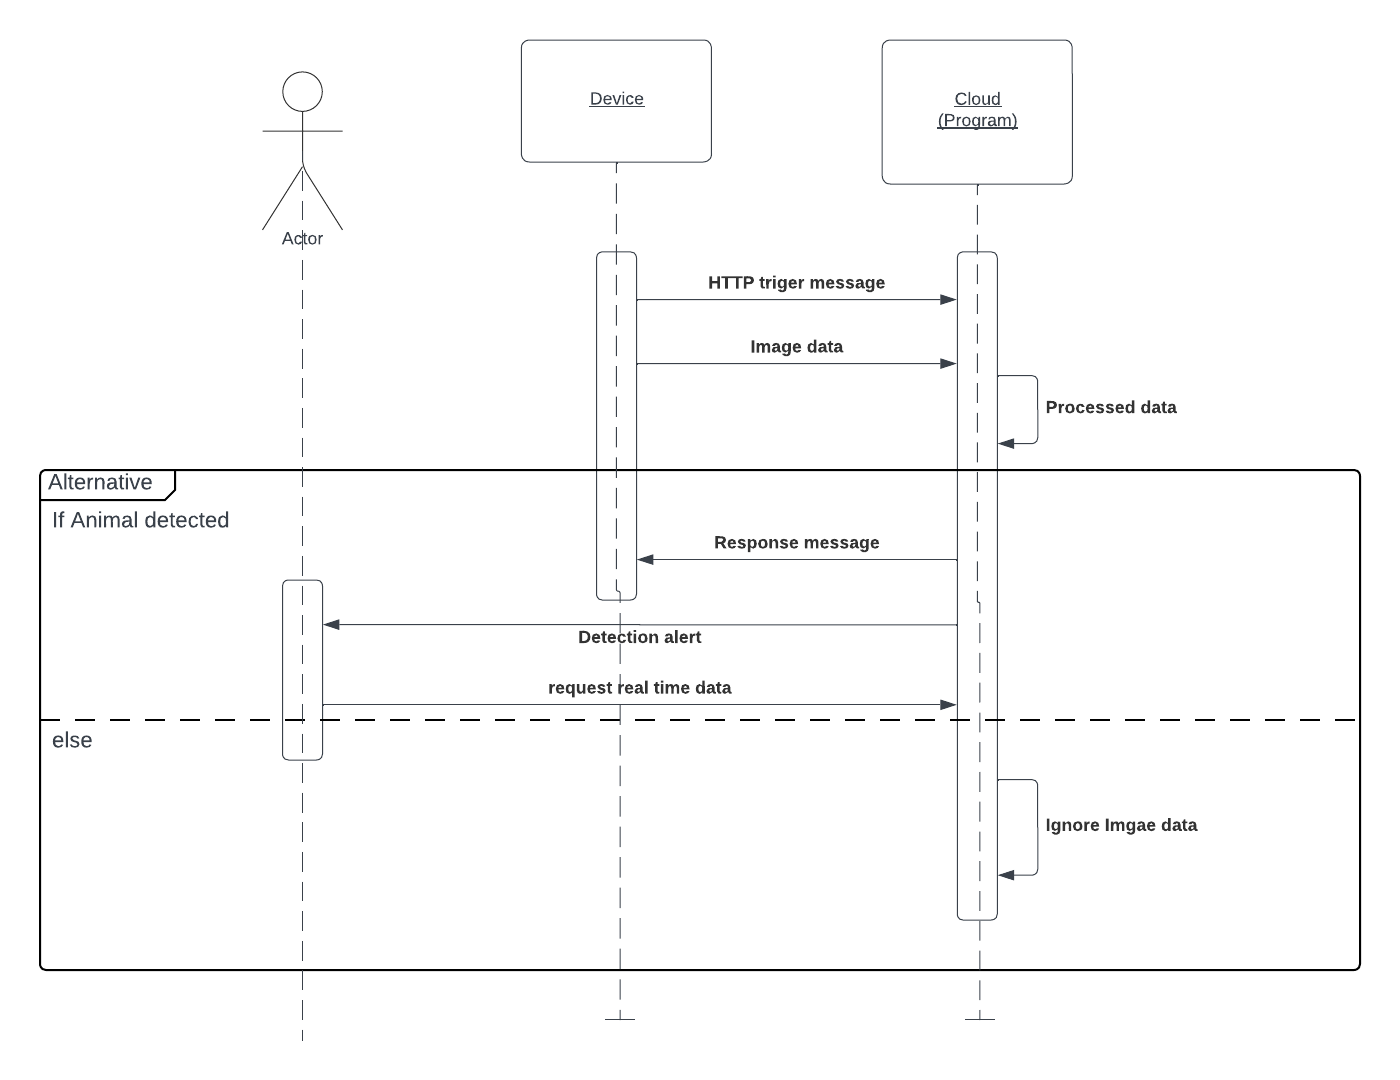 Device
Cloud
(Program)
Actor
HTTP triger message
Image data
Processed data
Alternative
If Animal detected
Response message
Detection alert
request real time data
else
Ignore Imgae data